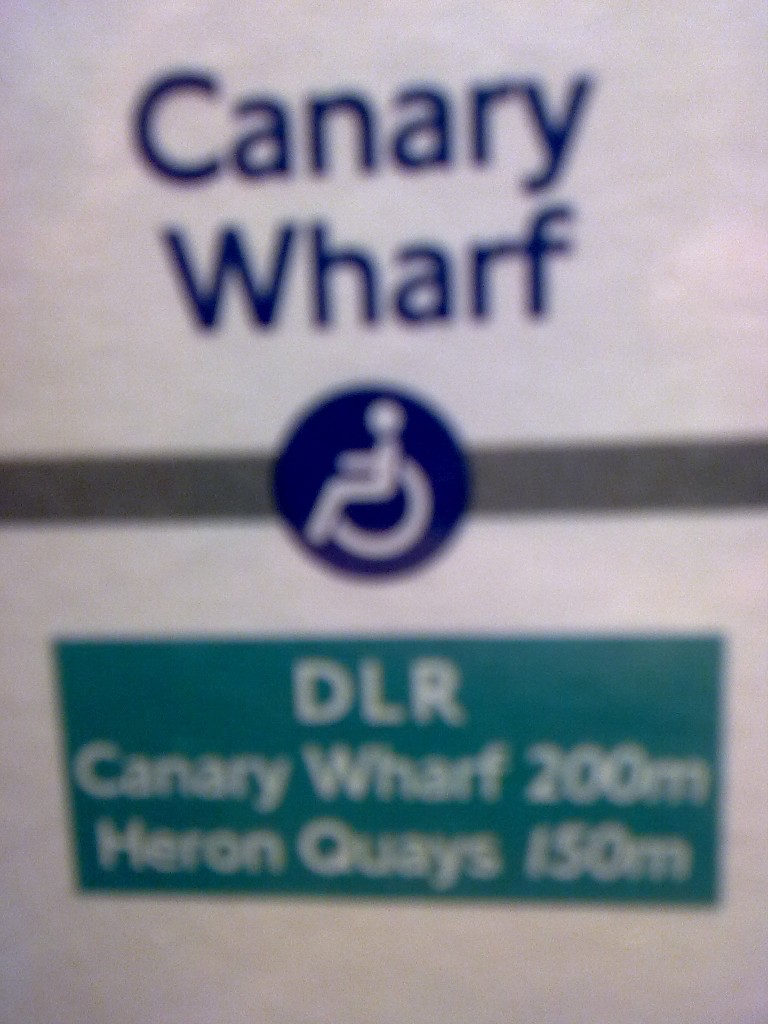 Canary
Wharf
DLR
Canary Wharf 200m
Heron Quays 150m